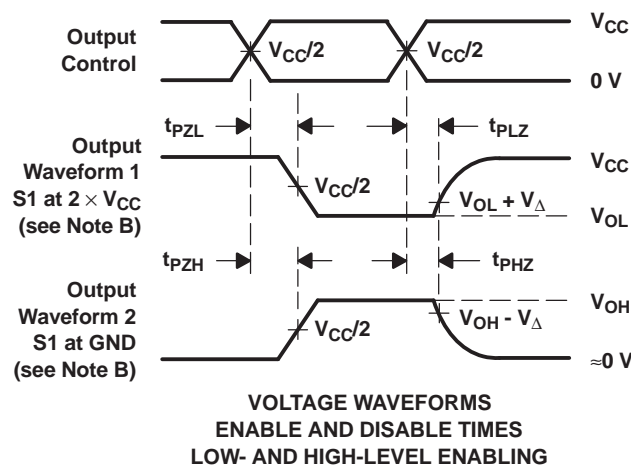 Output
Control
V_CC/2
V_CC/2
V_CC
0 V
t_PZL
t_PLZ
Output
Waveform 1
S1 at 2 × V_CC
(see Note B)
V_CC/2
V_CC
V_OL + V_Δ
V_OL
t_PZH
t_PHZ
Output
Waveform 2
S1 at GND
(see Note B)
V_CC/2
V_OH
V_OH - V_Δ
≈0 V
VOLTAGE WAVEFORMS
ENABLE AND DISABLE TIMES
LOW- AND HIGH-LEVEL ENABLING